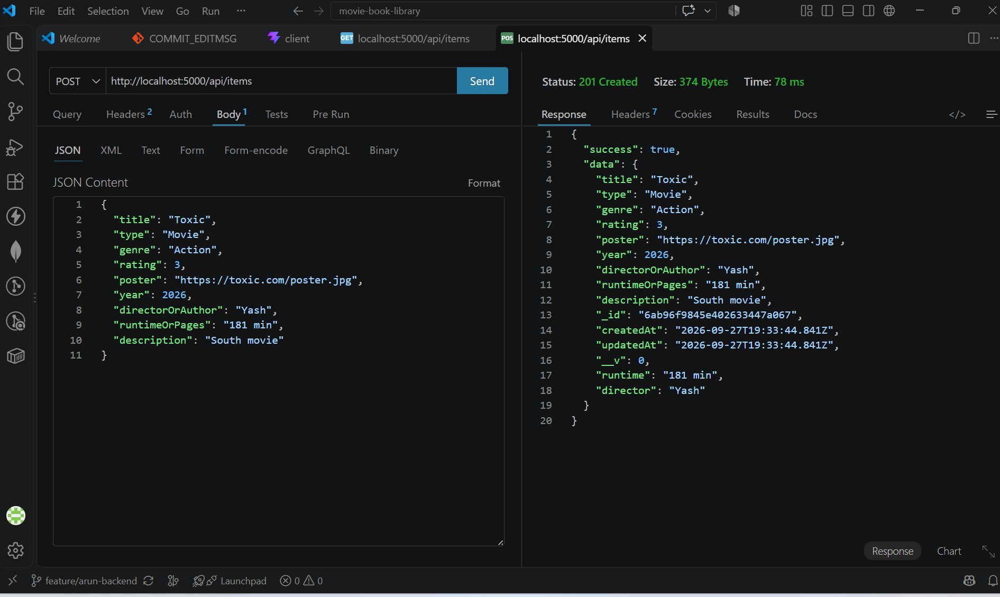 File Edit Selection View Go Run ··· movie-book-library
Welcome COMMIT_EDITMSG client GET localhost:5000/api/items POS localhost:5000/api/items
POST http://localhost:5000/api/items Send
Query Headers 2 Auth Body 1 Tests Pre Run
JSON XML Text Form Form-encode GraphQL Binary
JSON Content Format
1 {
2 "title": "Toxic",
3 "type": "Movie",
4 "genre": "Action",
5 "rating": 3,
6 "poster": "https://toxic.com/poster.jpg",
7 "year": 2026,
8 "directorOrAuthor": "Yash",
9 "runtimeOrPages": "181 min",
10 "description": "South movie"
11 }
Status: 201 Created Size: 374 Bytes Time: 78 ms
Response Headers 7 Cookies Results Docs </>
1 {
2 "success": true,
3 "data": {
4 "title": "Toxic",
5 "type": "Movie",
6 "genre": "Action",
7 "rating": 3,
8 "poster": "https://toxic.com/poster.jpg",
9 "year": 2026,
10 "directorOrAuthor": "Yash",
11 "runtimeOrPages": "181 min",
12 "description": "South movie",
13 "_id": "6ab96f9845e402633447a067",
14 "createdAt": "2026-09-27T19:33:44.841Z",
15 "updatedAt": "2026-09-27T19:33:44.841Z",
16 "__v": 0,
17 "runtime": "181 min",
18 "director": "Yash"
19 }
20 }
Response Chart
feature/arun-backend Launchpad 0 0